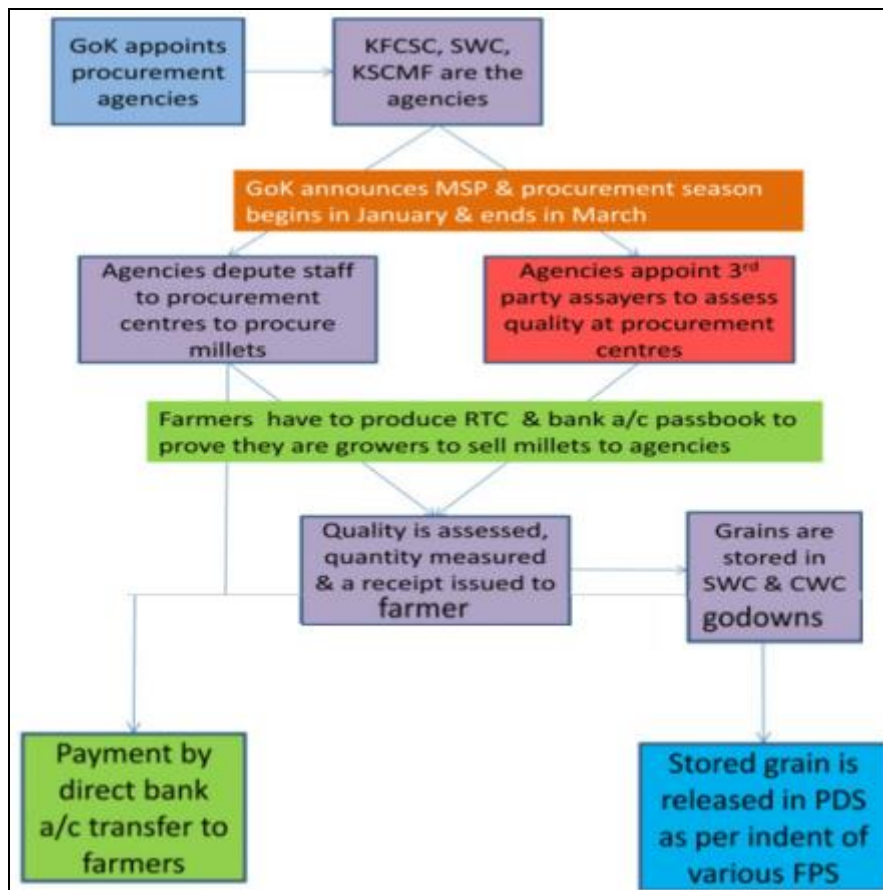 GoK appoints
procurement
agencies
KFCSC, SWC,
KSCMF are the
agencies
GoK announces MSP & procurement season
begins in January & ends in March
Agencies depute staff
to procurement
centres to procure
millets
Agencies appoint 3rd
party assayers to assess
quality at procurement
centres
Farmers have to produce RTC & bank a/c passbook to
prove they are growers to sell millets to agencies
Quality is assessed,
quantity measured
& a receipt issued to
farmer
Grains are
stored in
SWC & CWC
godowns
Payment by
direct bank
a/c transfer to
farmers
Stored grain is
released in PDS
as per indent of
various FPS